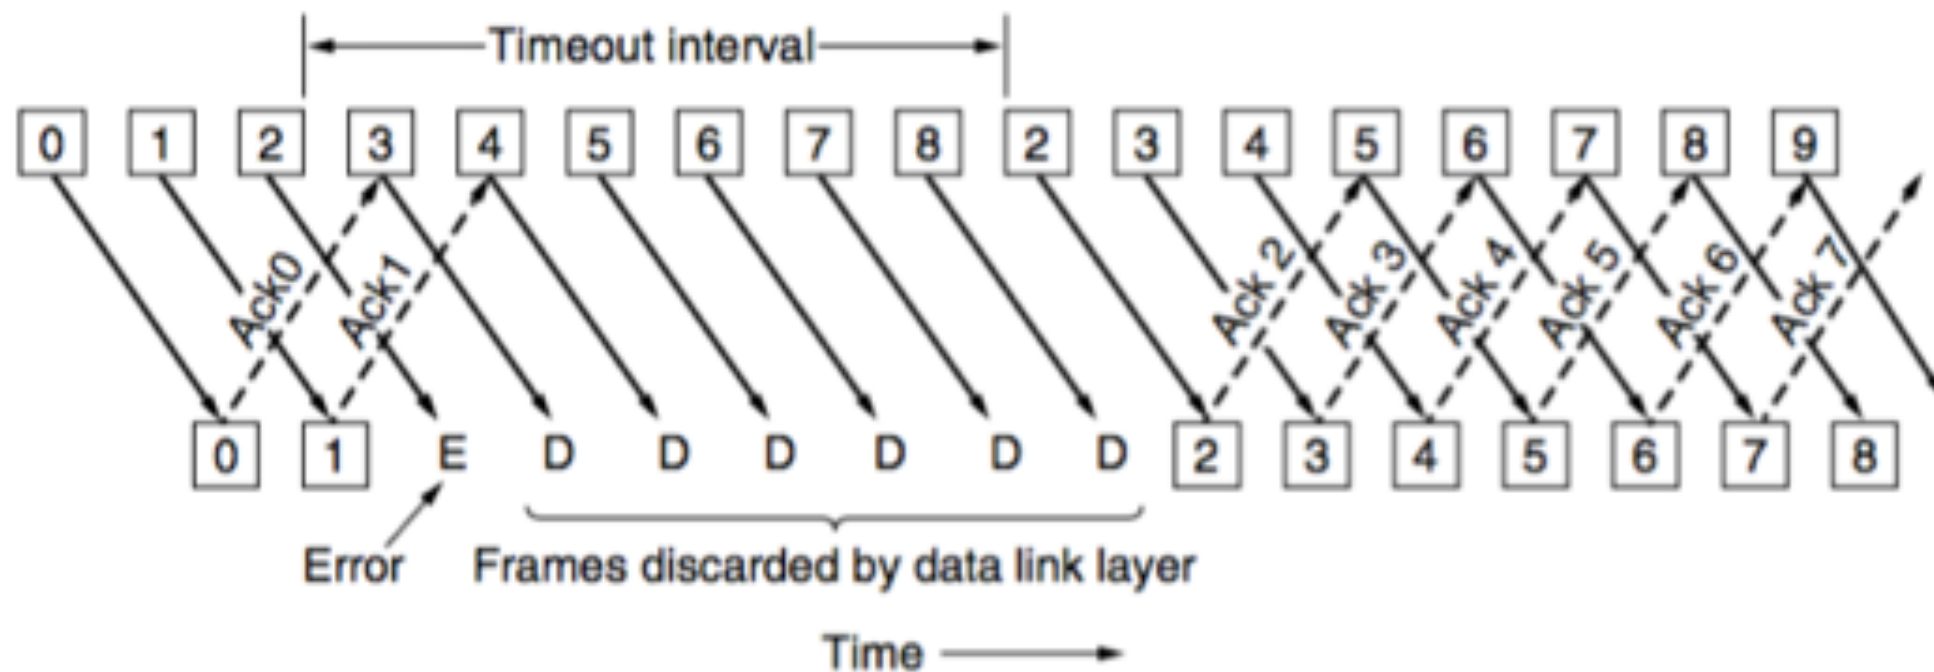 Timeout interval
0 1 2 3 4 5 6 7 8 2 3 4 5 6 7 8 9
Ack0 Ack1 Ack 2 Ack 3 Ack 4 Ack 5 Ack 6 Ack 7
0 1 E D D D D D D 2 3 4 5 6 7 8
Error Frames discarded by data link layer
Time